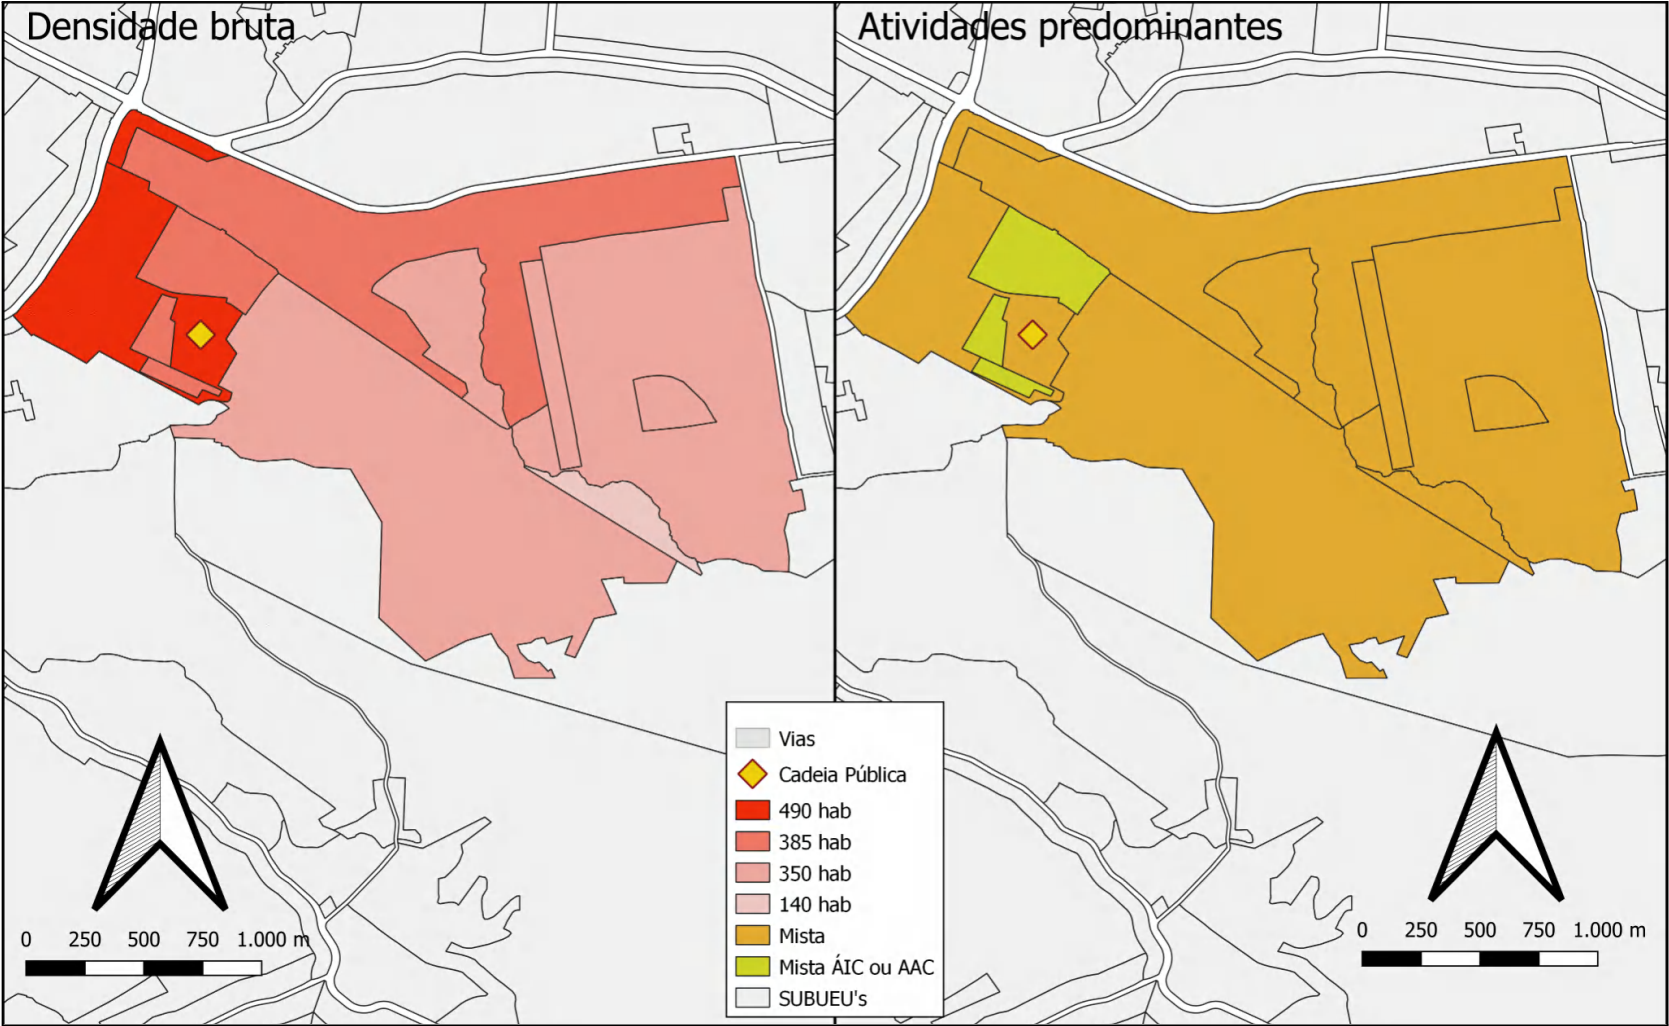 Densidade bruta
Atividades predominantes
Vias
Cadeia Pública
490 hab
385 hab
350 hab
140 hab
Mista
Mista ÁIC ou AAC
SUBUEU's
0 250 500 750 1.000 m
0 250 500 750 1.000 m